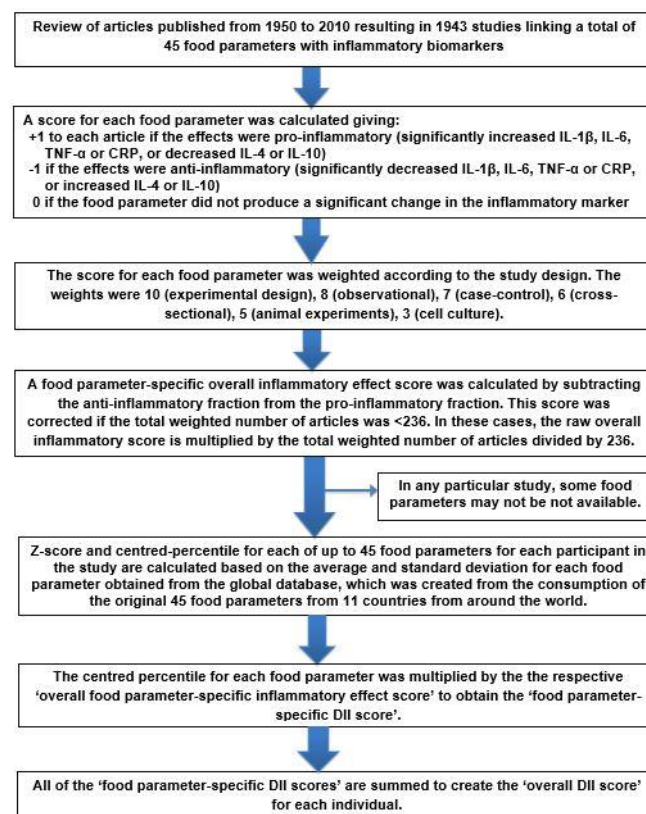 Review of articles published from 1950 to 2010 resulting in 1943 studies linking a total of
45 food parameters with inflammatory biomarkers
A score for each food parameter was calculated giving:
+1 to each article if the effects were pro-inflammatory (significantly increased IL-1β, IL-6,
TNF-α or CRP, or decreased IL-4 or IL-10)
-1 if the effects were anti-inflammatory (significantly decreased IL-1β, IL-6, TNF-α or CRP,
or increased IL-4 or IL-10)
0 if the food parameter did not produce a significant change in the inflammatory marker
The score for each food parameter was weighted according to the study design. The
weights were 10 (experimental design), 8 (observational), 7 (case-control), 6 (cross-
sectional), 5 (animal experiments), 3 (cell culture).
A food parameter-specific overall inflammatory effect score was calculated by subtracting
the anti-inflammatory fraction from the pro-inflammatory fraction. This score was
corrected if the total weighted number of articles was <236. In these cases, the raw overall
inflammatory score is multiplied by the total weighted number of articles divided by 236.
In any particular study, some food
parameters may not be not available.
Z-score and centred-percentile for each of up to 45 food parameters for each participant in
the study are calculated based on the average and standard deviation for each food
parameter obtained from the global database, which was created from the consumption of
the original 45 food parameters from 11 countries from around the world.
The centred percentile for each food parameter was multiplied by the the respective
‘overall food parameter-specific inflammatory effect score’ to obtain the ‘food parameter-
specific DII score’.
All of the ‘food parameter-specific DII scores’ are summed to create the ‘overall DII score’
for each individual.